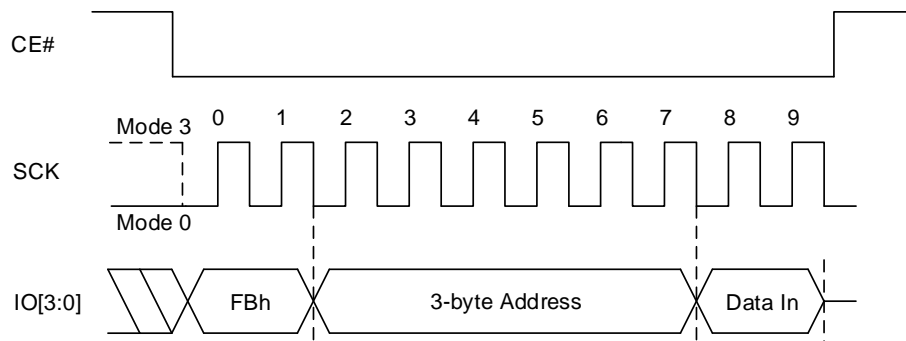 CE#
Mode 3
0 1 2 3 4 5 6 7 8 9
SCK
Mode 0
IO[3:0]
FBh
3-byte Address
Data In